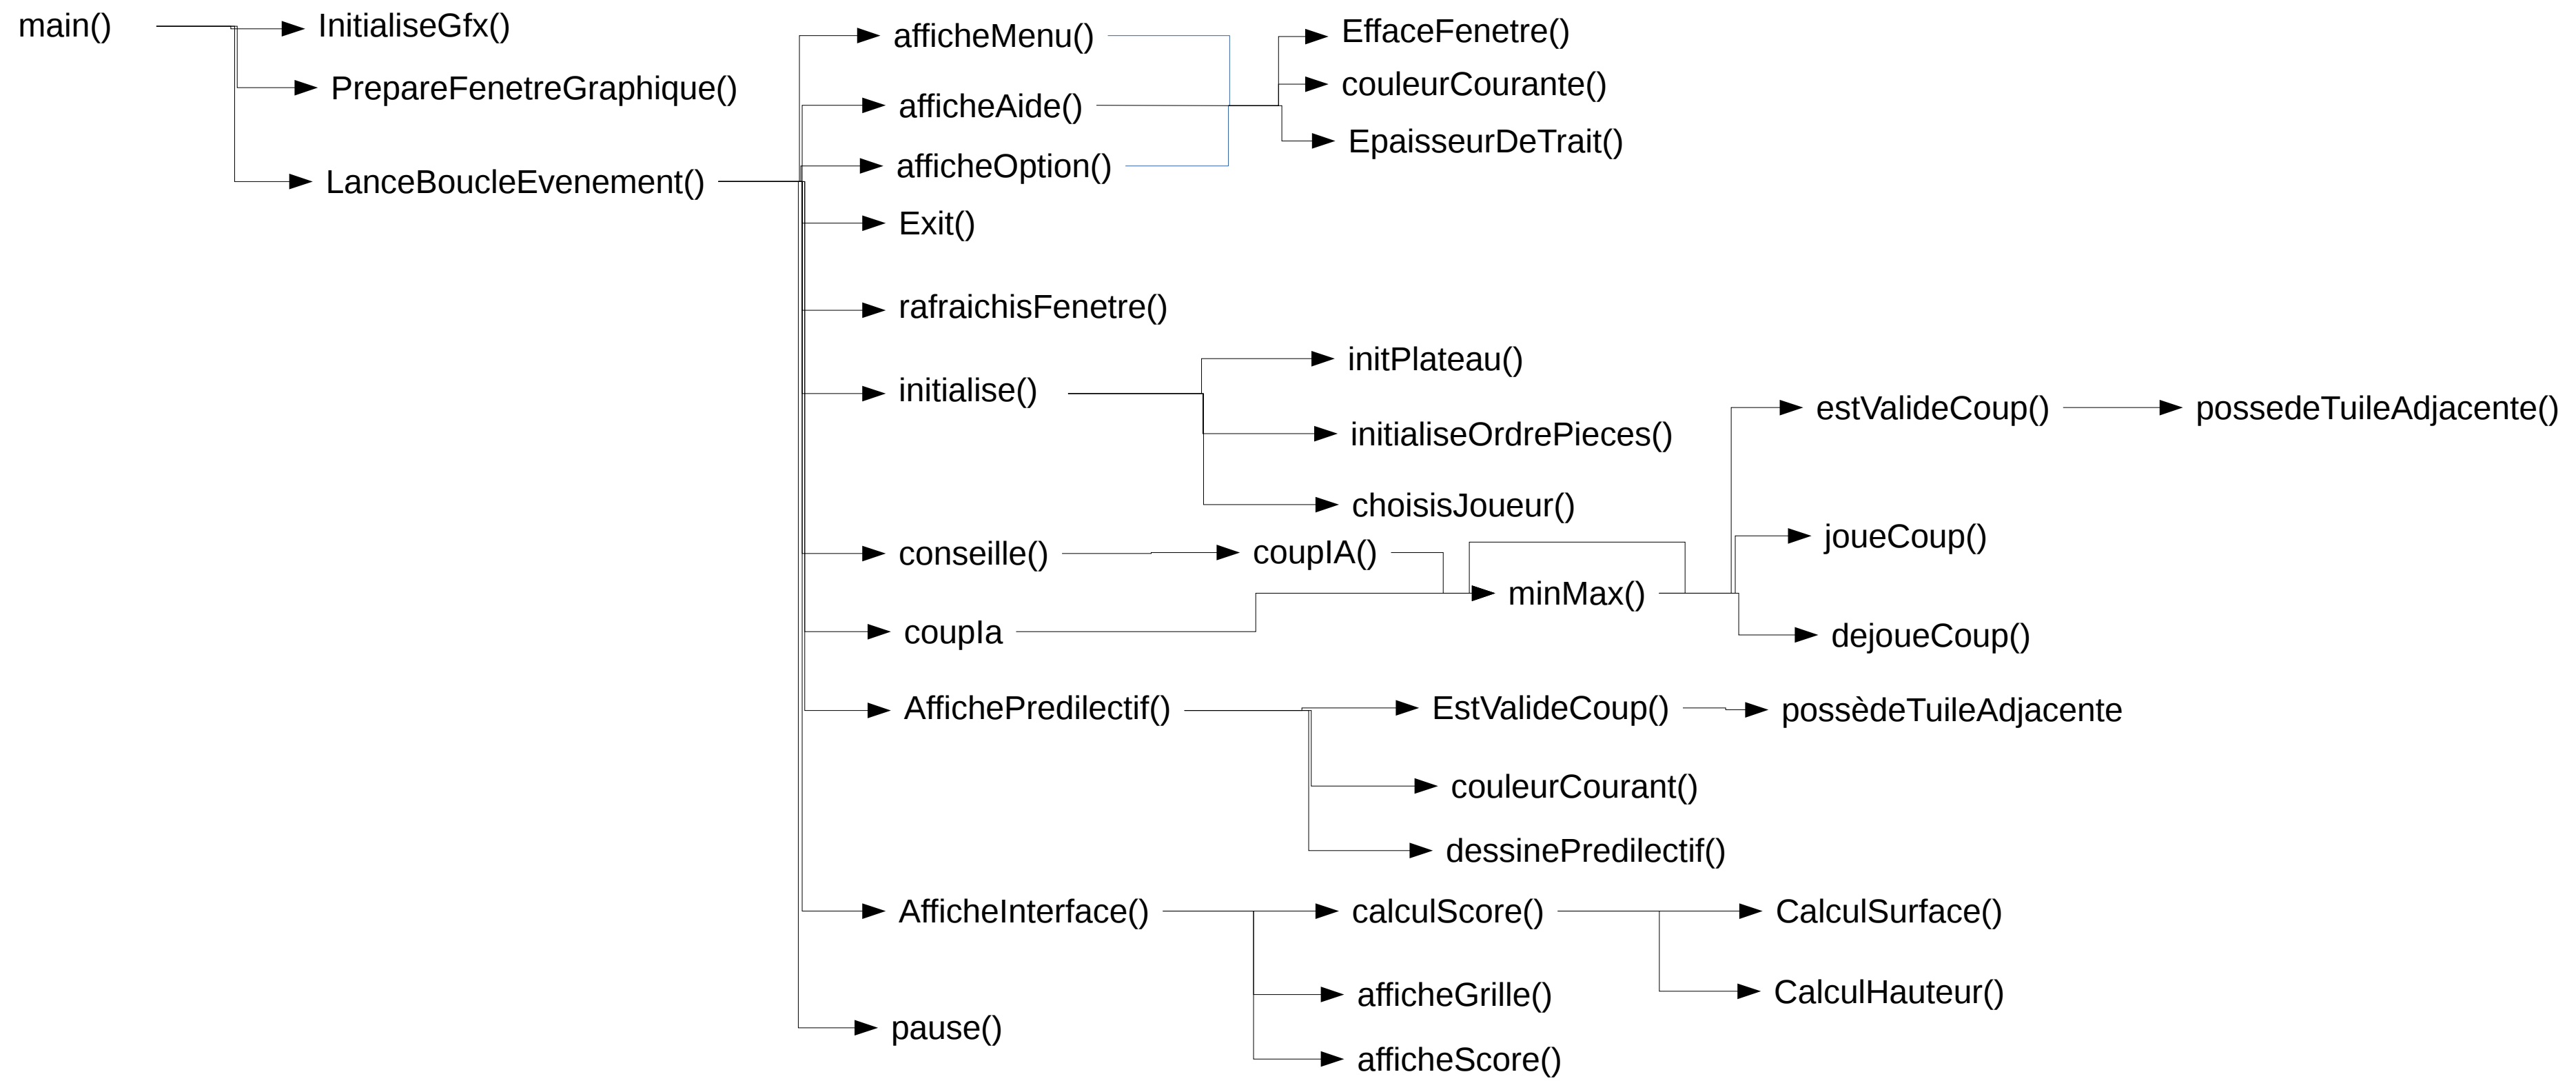 main()
InitialiseGfx()
PrepareFenetreGraphique()
LanceBoucleEvenement()
afficheMenu()
afficheAide()
afficheOption()
Exit()
rafraichisFenetre()
initialise()
conseille()
coupIa
AffichePredilectif()
AfficheInterface()
pause()
EffaceFenetre()
couleurCourante()
EpaisseurDeTrait()
initPlateau()
initialiseOrdrePieces()
choisisJoueur()
coupIA()
minMax()
estValideCoup()
possedeTuileAdjacente()
joueCoup()
dejoueCoup()
EstValideCoup()
possèdeTuileAdjacente
couleurCourant()
dessinePredilectif()
calculScore()
afficheGrille()
afficheScore()
CalculSurface()
CalculHauteur()